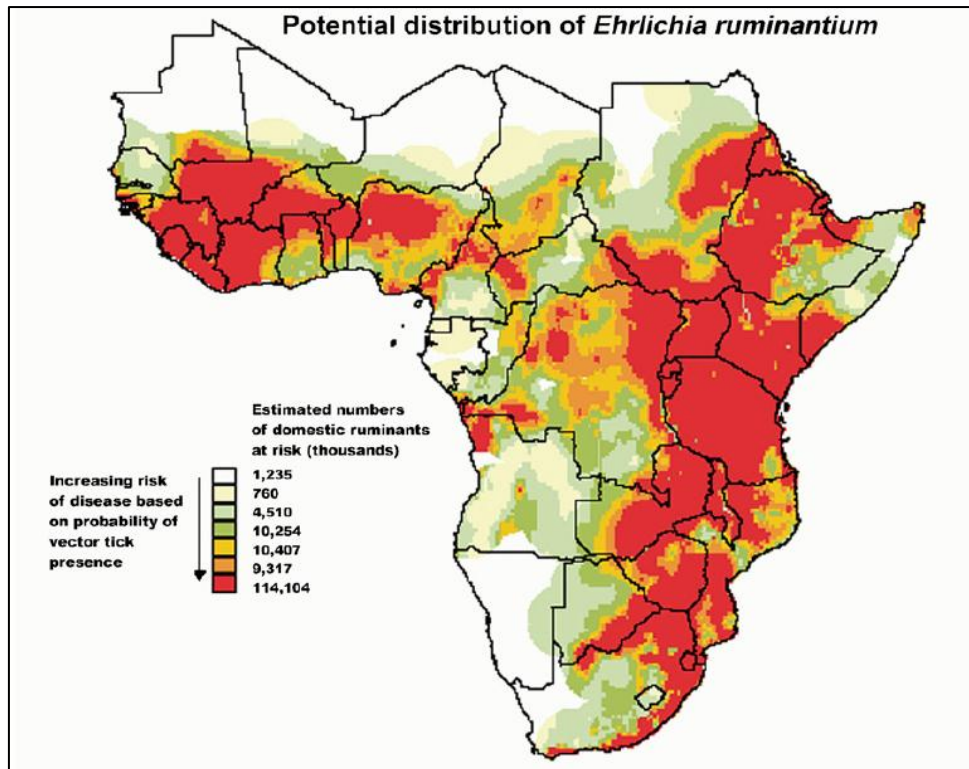 Potential distribution of Ehrlichia ruminantium
Estimated numbers
of domestic ruminants
at risk (thousands)
Increasing risk
of disease based
on probability of
vector tick
presence
1,235
760
4,510
10,254
10,407
9,317
114,104